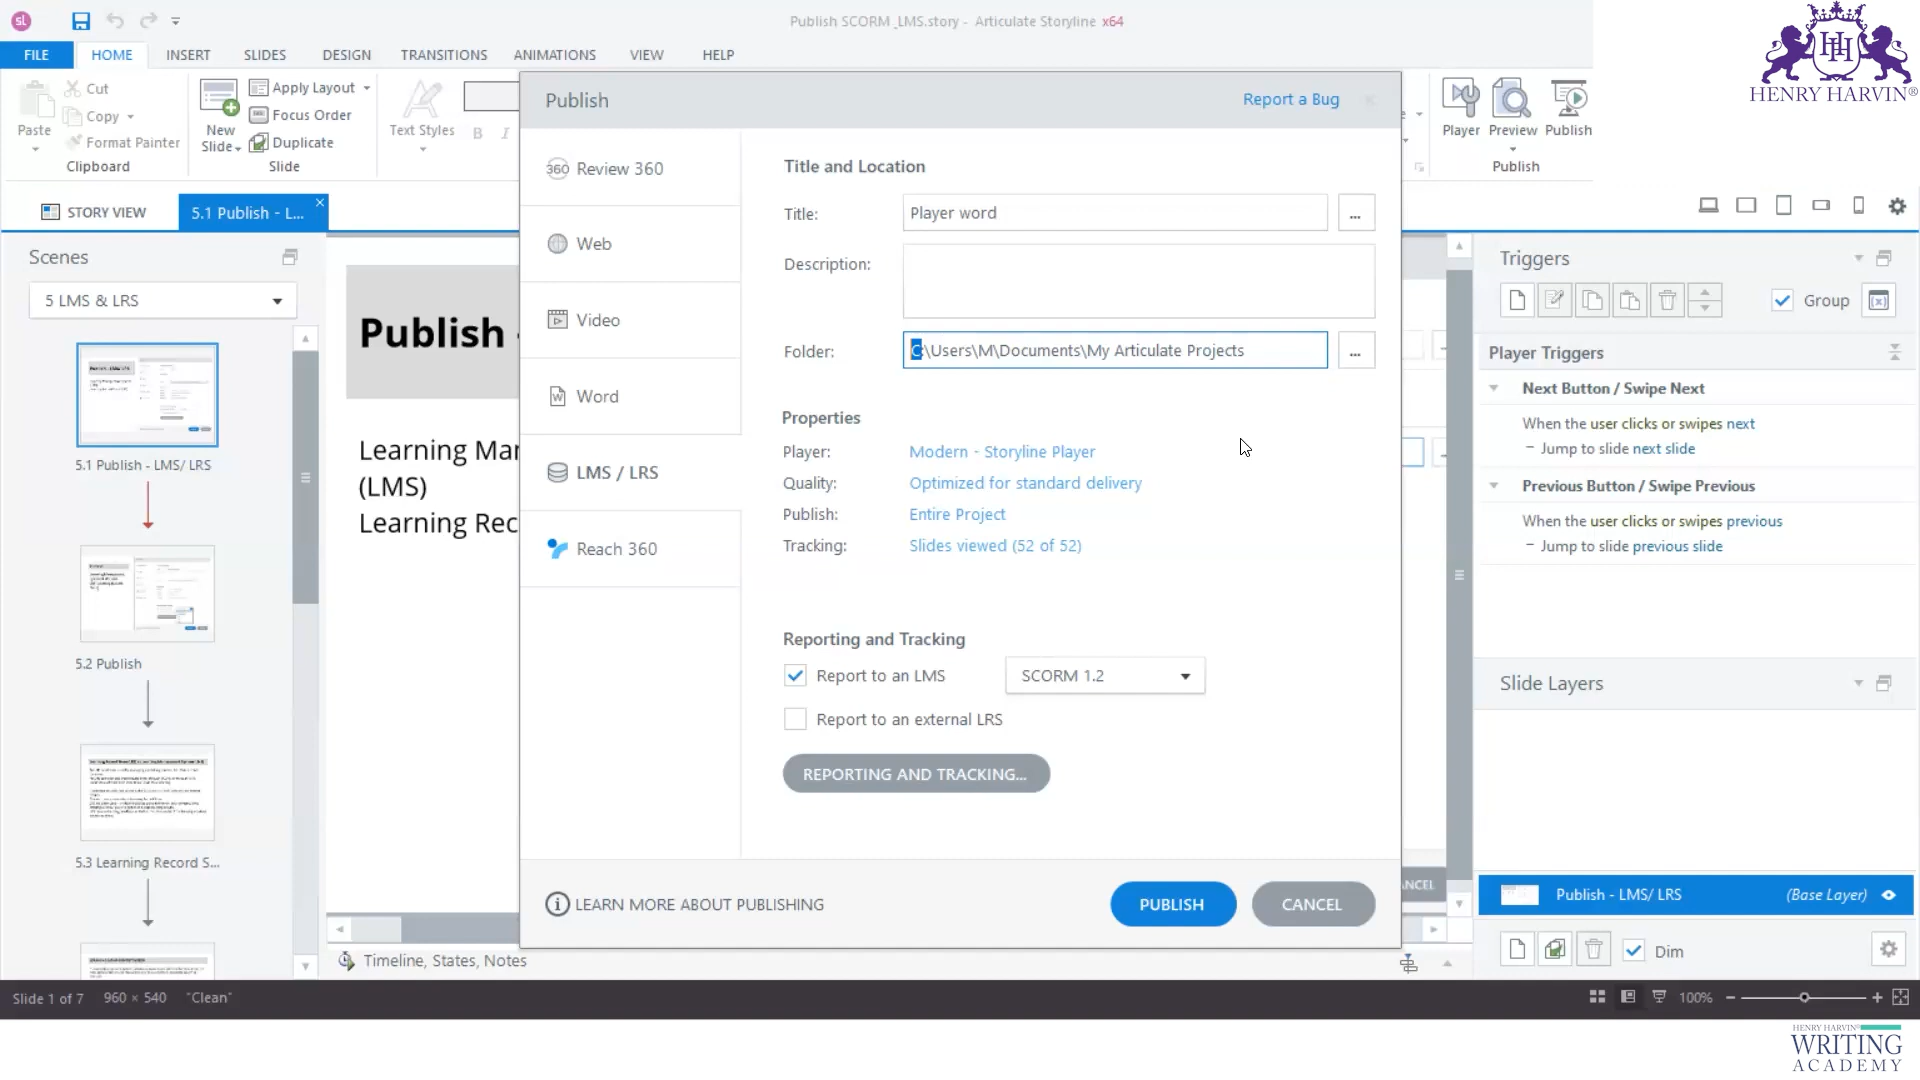 sl
Publish SCORM _LMS.story - Articulate Storyline x64
HENRY HARVIN®
FILE HOME INSERT SLIDES DESIGN TRANSITIONS ANIMATIONS VIEW HELP
Paste
Cut
Copy
Format Painter
Clipboard
New
Slide
Apply Layout
Focus Order
Duplicate
Slide
Text Styles
B I
Player
Preview
Publish
Publish
STORY VIEW
5.1 Publish - L...
Scenes
5 LMS & LRS
5.1 Publish - LMS/ LRS
5.2 Publish
5.3 Learning Record S...
Publish -
Learning Mar
(LMS)
Learning Rec
Publish
Report a Bug
360 Review 360
Web
Video
Word
LMS / LRS
Reach 360
Title and Location
Title: Player word ...
Description:
Folder: C:\Users\M\Documents\My Articulate Projects ...
Properties
Player: Modern - Storyline Player
Quality: Optimized for standard delivery
Publish: Entire Project
Tracking: Slides viewed (52 of 52)
Reporting and Tracking
Report to an LMS SCORM 1.2
Report to an external LRS
REPORTING AND TRACKING...
LEARN MORE ABOUT PUBLISHING
PUBLISH
CANCEL
NCEL
Triggers
Group
(x)
Player Triggers
Next Button / Swipe Next
When the user clicks or swipes next
– Jump to slide next slide
Previous Button / Swipe Previous
When the user clicks or swipes previous
– Jump to slide previous slide
Slide Layers
Publish - LMS/ LRS (Base Layer)
Dim
Timeline, States, Notes
Slide 1 of 7 960 × 540 "Clean"
100%
HENRY HARVIN®
WRITING
ACADEMY